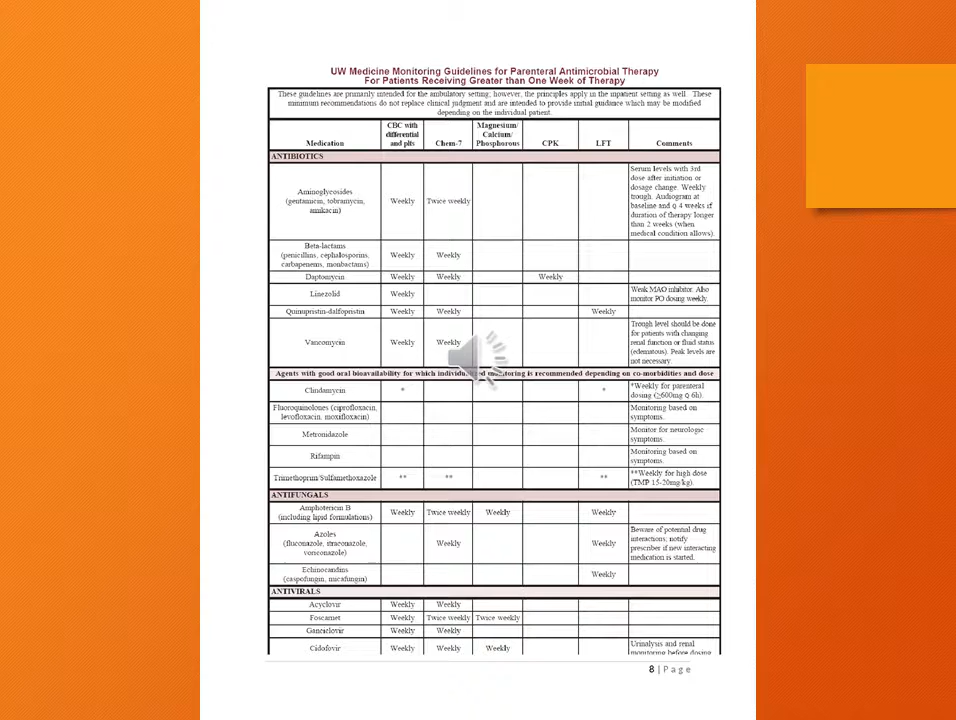 UW Medicine Monitoring Guidelines for Parenteral Antimicrobial Therapy
For Patients Receiving Greater than One Week of Therapy
These guidelines are primarily intended for the ambulatory setting; however, the principles apply in the inpatient setting as well. These
minimum recommendations do not replace clinical judgment and are intended to provide initial guidance which may be modified
depending on the individual patient.
Medication
CBC with
differential
and plts
Chem-7
Magnesium/
Calcium/
Phosphorous
CPK
LFT
Comments
ANTIBIOTICS
Aminoglycosides
(gentamicin, tobramycin,
amikacin)
Weekly
Twice weekly
Serum levels with 3rd
dose after initiation or
dosage change. Weekly
trough. Audiogram at
baseline and q 4 weeks if
duration of therapy longer
than 2 weeks (when
medical condition allows).
Beta-lactams
(penicillins, cephalosporins,
carbapenems, monbactams)
Weekly
Weekly
Daptomycin
Weekly
Weekly
Weekly
Linezolid
Weekly
Weak MAO inhibitor. Also
monitor PO dosing weekly.
Quinupristin-dalfopristin
Weekly
Weekly
Weekly
Vancomycin
Weekly
Weekly
Trough level should be done
for patients with changing
renal function or fluid status
(edematous). Peak levels are
not necessary.
Agents with good oral bioavailability for which individualized monitoring is recommended depending on co-morbidities and dose
Clindamycin
*
*
*Weekly for parenteral
dosing (≥600mg q 6h).
Fluoroquinolones (ciprofloxacin,
levofloxacin, moxifloxacin)
Monitoring based on
symptoms.
Metronidazole
Monitor for neurologic
symptoms.
Rifampin
Monitoring based on
symptoms.
Trimethoprim/Sulfamethoxazole
**
**
**
**Weekly for high dose
(TMP 15-20mg/kg).
ANTIFUNGALS
Amphotericin B
(including lipid formulations)
Weekly
Twice weekly
Weekly
Weekly
Azoles
(fluconazole, itraconazole,
voriconazole)
Weekly
Weekly
Beware of potential drug
interactions; notify
prescriber if new interacting
medication is started.
Echinocandins
(caspofungin, micafungin)
Weekly
ANTIVIRALS
Acyclovir
Weekly
Weekly
Foscarnet
Weekly
Twice weekly
Twice weekly
Ganciclovir
Weekly
Weekly
Cidofovir
Weekly
Weekly
Weekly
Urinalysis and renal
monitoring before dosing
8 | Page